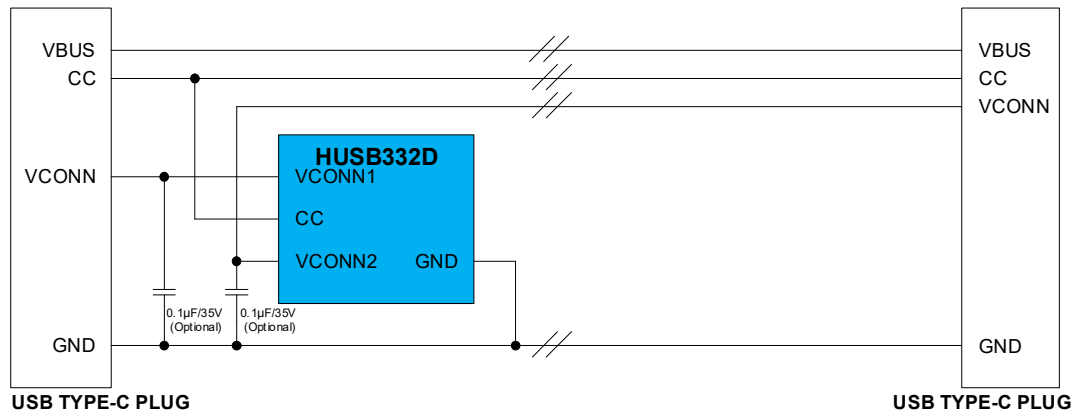 VBUS
CC
VCONN
GND
USB TYPE-C PLUG
HUSB332D
VCONN1
CC
VCONN2
GND
0.1μF/35V
(Optional)
0.1μF/35V
(Optional)
VBUS
CC
VCONN
GND
USB TYPE-C PLUG